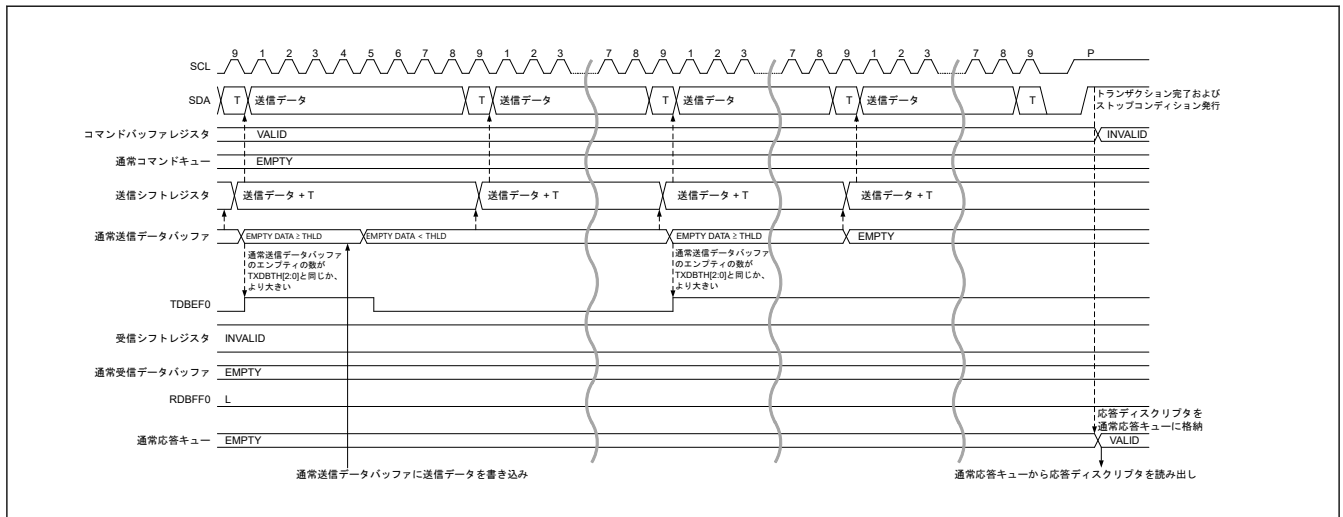 9 1 2 3 4 5 6 7 8 9 1 2 3 7 8 9 1 2 3 7 8 9 1 2 3 7 8 9 P
SCL
SDA T 送信データ T 送信データ T 送信データ T 送信データ T
トランザクション完了および
ストップコンディション発行
コマンドバッファレジスタ VALID INVALID
通常コマンドキュー EMPTY
送信シフトレジスタ 送信データ + T 送信データ + T 送信データ + T 送信データ + T
通常送信データバッファ EMPTY DATA ≥ THLD EMPTY DATA < THLD EMPTY DATA ≥ THLD EMPTY
通常送信データバッファ
のエンプティの数が
TXDBTH[2:0]と同じか、
より大きい
通常送信データバッファ
のエンプティの数が
TXDBTH[2:0]と同じか、
より大きい
TDBEF0
受信シフトレジスタ INVALID
通常受信データバッファ EMPTY
RDBFF0 L
応答ディスクリプタを
通常応答キューに格納
通常応答キュー EMPTY VALID
通常送信データバッファに送信データを書き込み
通常応答キューから応答ディスクリプタを読み出し